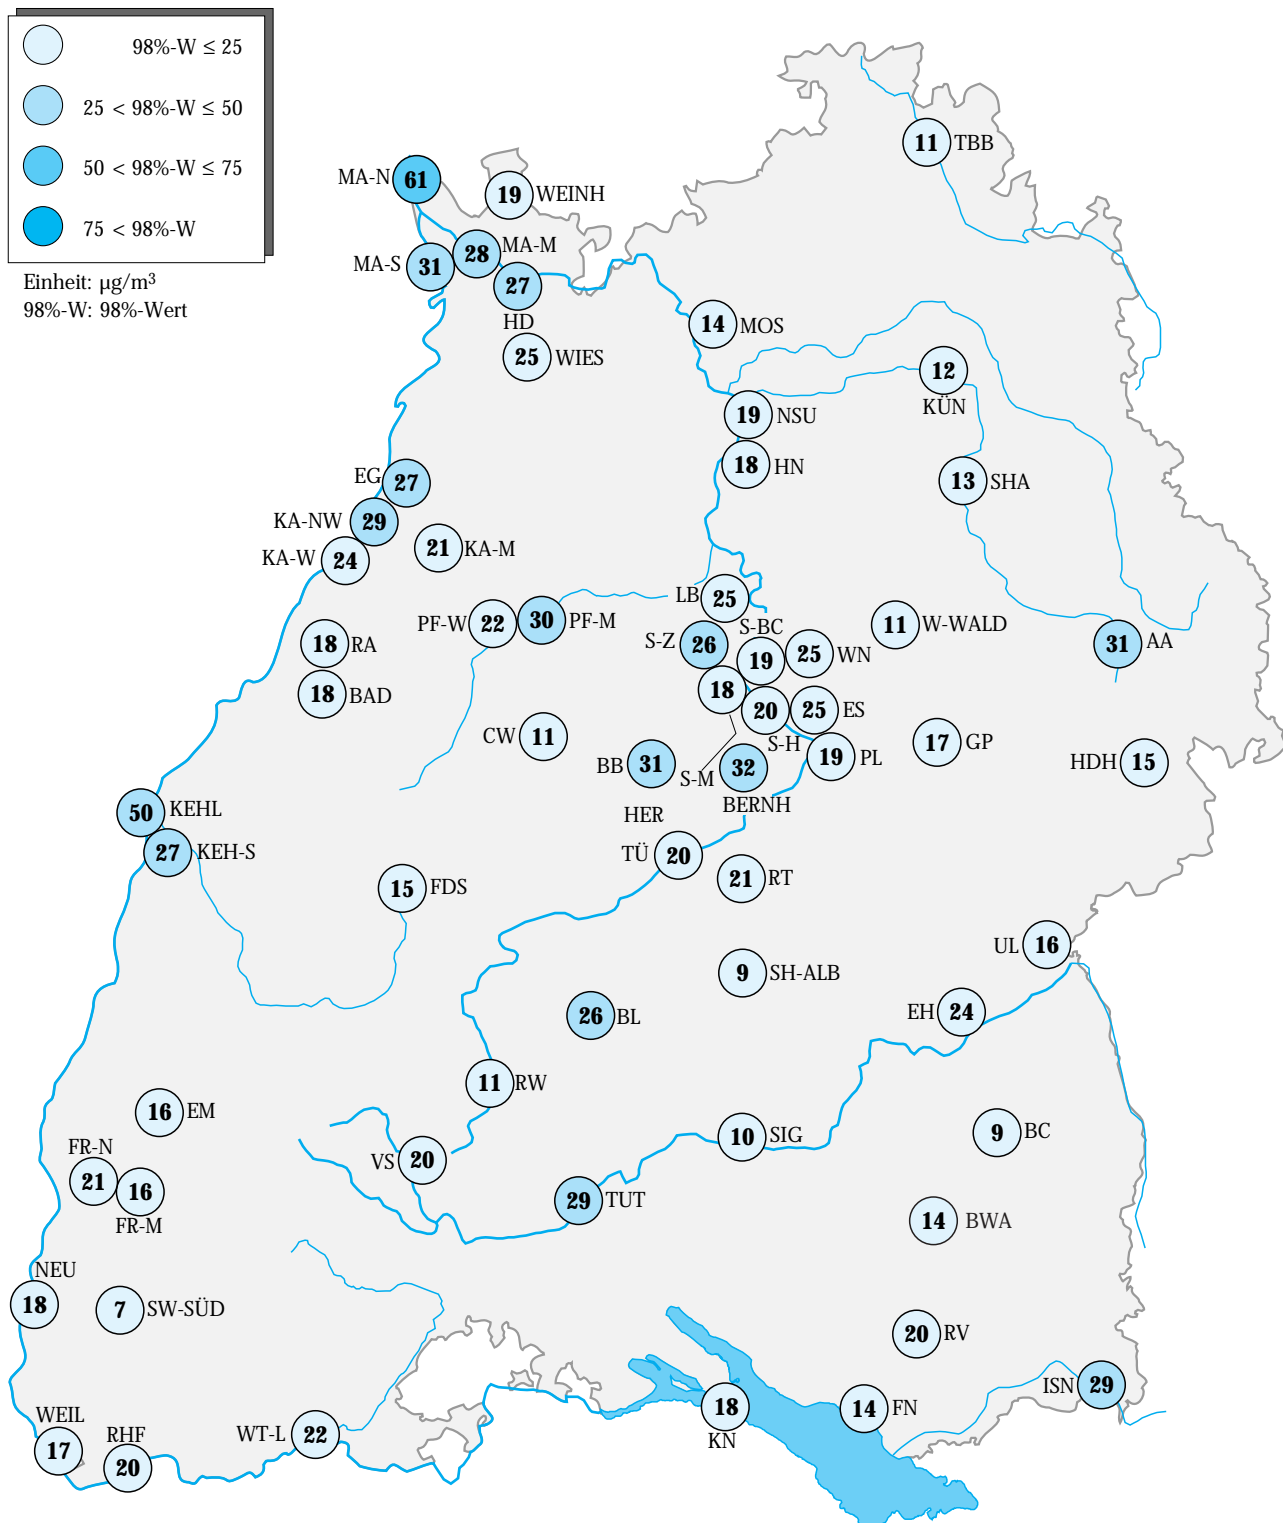 98%-W ≤ 25
25 < 98%-W ≤ 50
50 < 98%-W ≤ 75
75 < 98%-W
Einheit: µg/m³
98%-W: 98%-Wert
11 TBB
MA-N 61
19 WEINH
28 MA-M
MA-S 31
27
HD
14 MOS
25 WIES
12
KÜN
19 NSU
18 HN
EG 27
13 SHA
KA-NW 29
21 KA-M
KA-W 24
LB 25
PF-W 22
30 PF-M
11 W-WALD
S-BC
18 RA
S-Z 26
19
25 WN
31 AA
18 BAD
18
20
25 ES
CW 11
S-H
17 GP
BB 31
S-M
32
19 PL
HDH 15
BERNH
50 KEHL
HER
27 KEH-S
TÜ 20
21 RT
15 FDS
UL 16
9 SH-ALB
26 BL
EH 24
11 RW
16 EM
10 SIG
9 BC
FR-N
21
VS 20
16
FR-M
29 TUT
14 BWA
NEU
18
7 SW-SÜD
20 RV
ISN 29
18
KN
14 FN
WEIL
17
RHF
20
WT-L 22